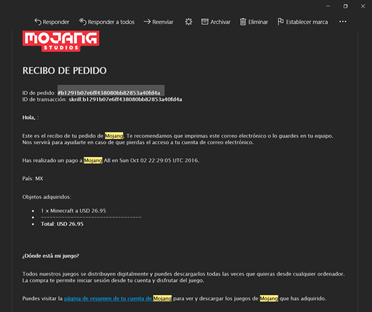 Responder Responder a todos Reenviar Archivar Eliminar Establecer marca ...
MOJANG
STUDIOS
RECIBO DE PEDIDO
ID de pedido: #b1291b07e6ff438080bb82853a40fd4a
ID de transacción: skrill:b1291b07e6ff438080bb82853a40fd4a
Hola, :
Este es el recibo de tu pedido de Mojang. Te recomendamos que imprimas este correo electrónico o lo guardes en tu equipo.
Nos servirá para ayudarte en caso de que pierdas el acceso a tu cuenta de correo electrónico.
Has realizado un pago a Mojang AB en Sun Oct 02 22:29:05 UTC 2016.
País: MX
Objetos adquiridos:
• 1 x Minecraft a USD 26.95
• ------------------------------
• Total: USD 26.95
¿Dónde está mi juego?
Todos nuestros juegos se distribuyen digitalmente y puedes descargarlos todas las veces que quieras desde cualquier ordenador.
La compra te permite iniciar sesión desde tu cuenta y disfrutar del juego.
Puedes visitar la página de resumen de tu cuenta de Mojang para ver y descargar los juegos de Mojang que has adquirido.